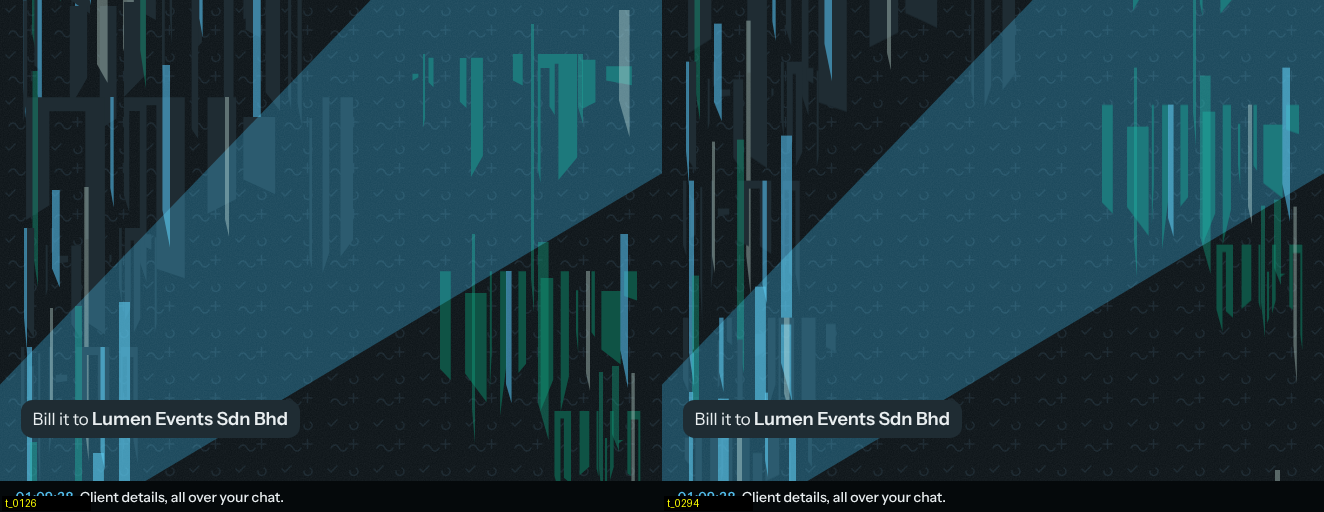 Bill it to Lumen Events Sdn Bhd
Client details, all over your chat.
t_0126
Bill it to Lumen Events Sdn Bhd
Client details, all over your chat.
t_0294